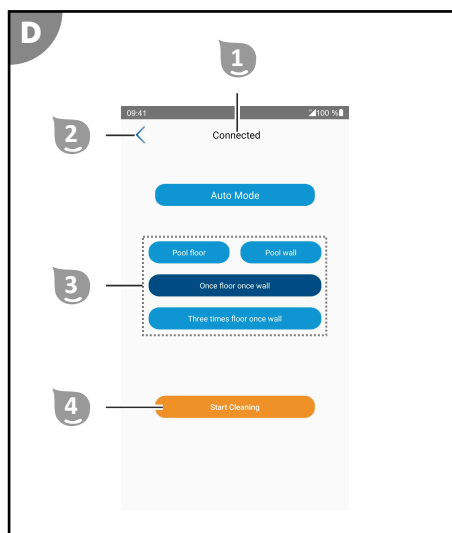 D
1
2
09:41 100 %
Connected
Auto Mode
Pool floor Pool wall
3
Once floor once wall
Three times floor once wall
4
Start Cleaning